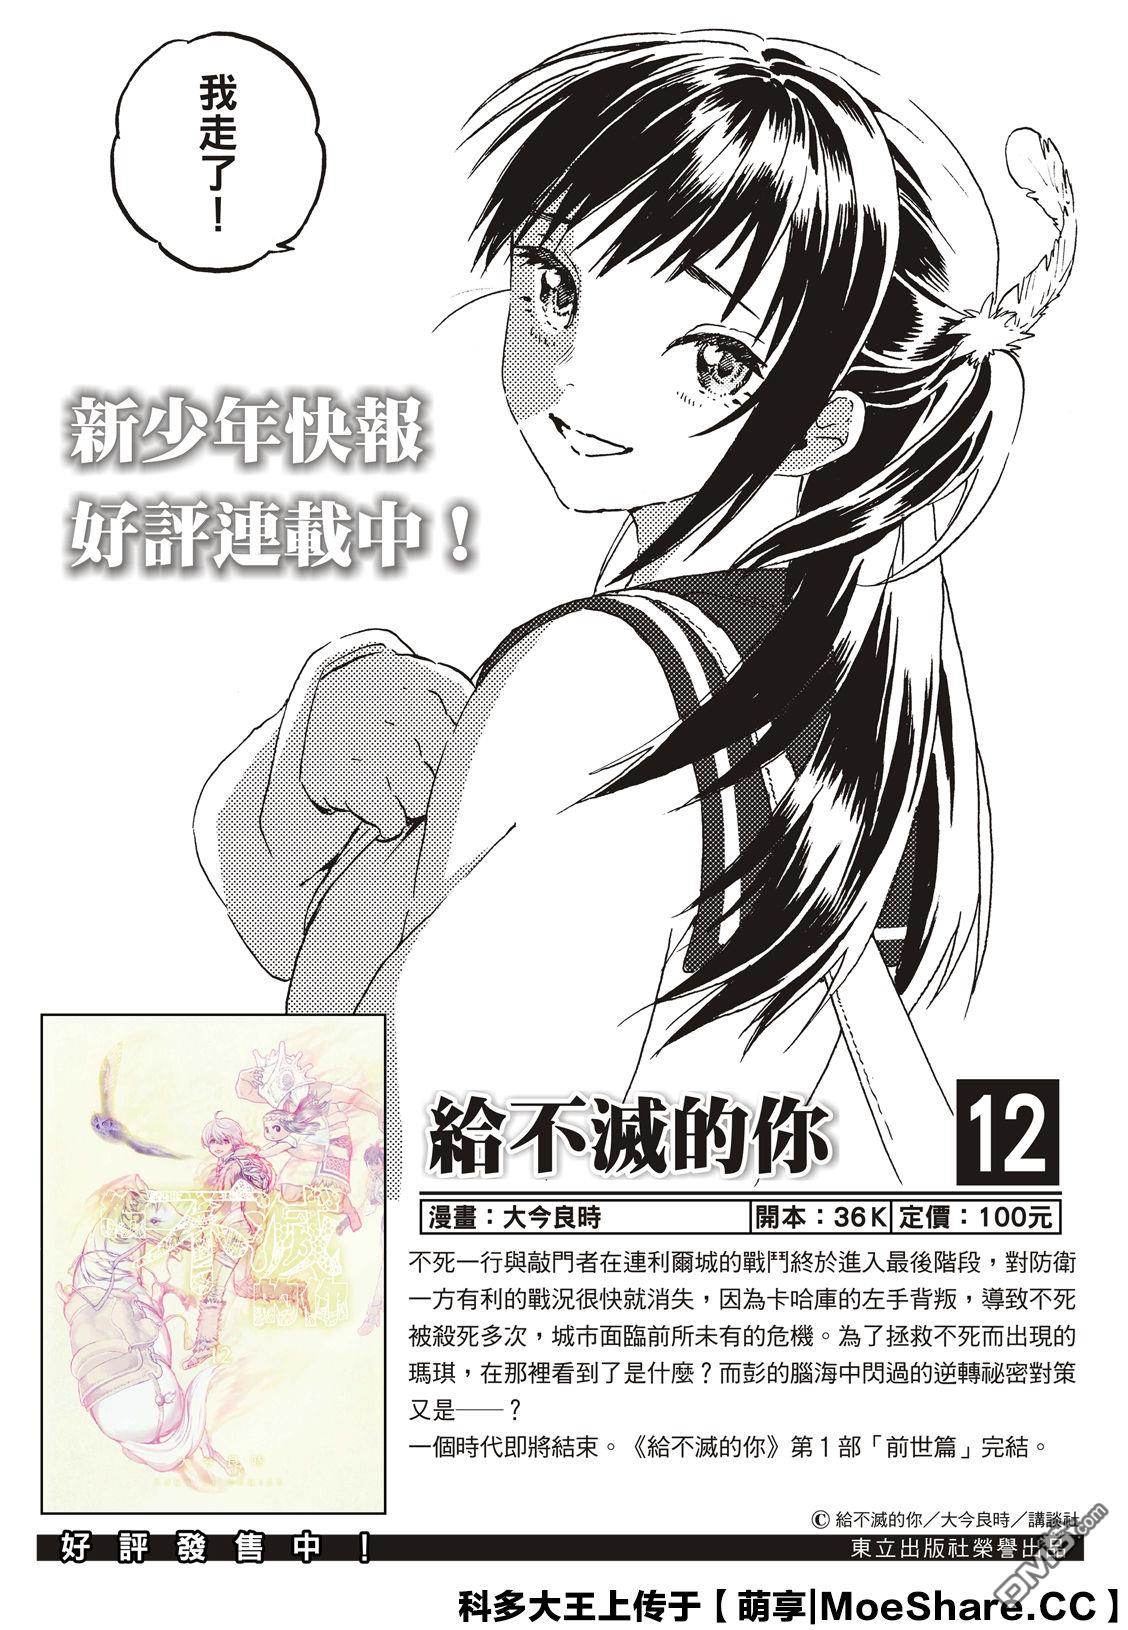 我走了！
新少年快報
好評連載中！
給不滅的你
12
漫畫：大今良時
開本：36K
定價：100元
不死一行與敲門者在連利爾城的戰鬥終於進入最後階段，對防衛
一方有利的戰況很快就消失，因為卡哈庫的左手背叛，導致不死
被殺死多次，城市面臨前所未有的危機。為了拯救不死而出現的
瑪琪，在那裡看到了是什麼？而彭的腦海中閃過的逆轉祕密對策
又是——？
一個時代即將結束。《給不滅的你》第1部「前世篇」完結。
不滅
的你
12
© 給不滅的你／大今良時／講談社
好評發售中！
東立出版社榮譽出品
DM5.com
科多大王上传于【萌享|MoeShare.CC】